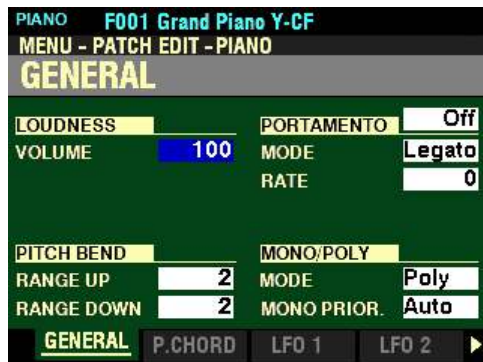 PIANO F001 Grand Piano Y-CF
MENU - PATCH EDIT - PIANO
GENERAL
LOUDNESS
VOLUME 100
PORTAMENTO Off
MODE Legato
RATE 0
PITCH BEND
RANGE UP 2
RANGE DOWN 2
MONO/POLY
MODE Poly
MONO PRIOR. Auto
GENERAL P.CHORD LFO 1 LFO 2